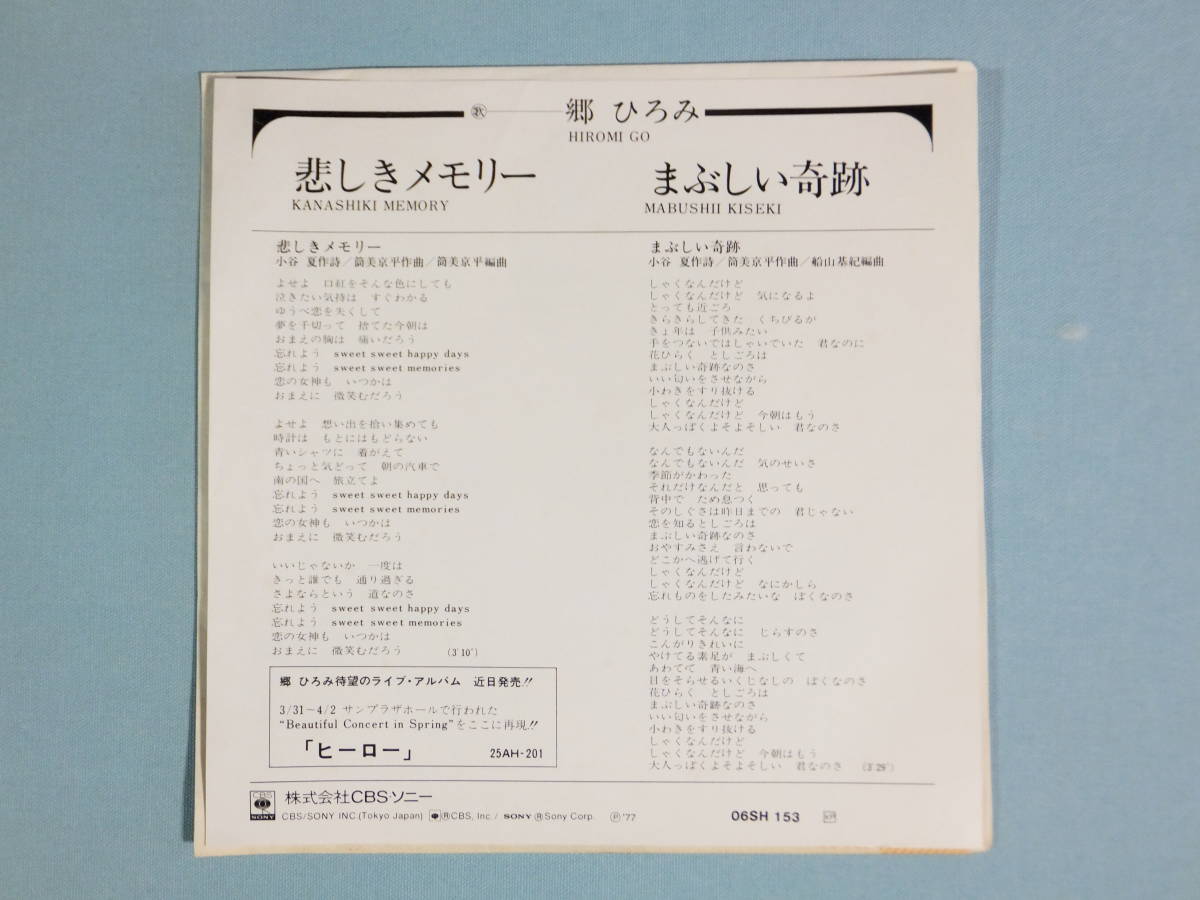 歌 郷 ひろみ
HIROMI GO
悲しきメモリー
KANASHIKI MEMORY
まぶしい奇跡
MABUSHII KISEKI
悲しきメモリー
小谷 夏作詩／筒美京平作曲／筒美京平編曲
よせよ 口紅をそんな色にしても
泣きたい気持は すぐわかる
ゆうべ恋を失くして
夢を千切って 捨てた今朝は
おまえの胸は 痛いだろう
忘れよう sweet sweet happy days
忘れよう sweet sweet memories
恋の女神も いつかは
おまえに 微笑むだろう
よせよ 想い出を拾い集めても
時計は もとにはもどらない
青いシャツに 着がえて
ちょっと気どって 朝の汽車で
南の国へ 旅立てよ
忘れよう sweet sweet happy days
忘れよう sweet sweet memories
恋の女神も いつかは
おまえに 微笑むだろう
いいじゃないか 一度は
きっと誰でも 通り過ぎる
さよならという 道なのさ
忘れよう sweet sweet happy days
忘れよう sweet sweet memories
恋の女神も いつかは
おまえに 微笑むだろう (3'10")
まぶしい奇跡
小谷 夏作詩／筒美京平作曲／船山基紀編曲
しゃくなんだけど
しゃくなんだけど 気になるよ
とっても近ごろ
きらきらしてきた くちびるが
きょ年は 子供みたい
手をつないではしゃいでいた 君なのに
花ひらく としごろは
まぶしい奇跡なのさ
いい匂いをさせながら
小わきをすり抜ける
しゃくなんだけど
しゃくなんだけど 今朝はもう
大人っぽくよそよそしい 君なのさ
なんでもないんだ
なんでもないんだ 気のせいさ
季節がかわった
それだけなんだと 思っても
背中で ため息つく
そのしぐさは昨日までの 君じゃない
恋を知るとしごろは
まぶしい奇跡なのさ
おやすみさえ 言わないで
どこかへ逃げて行く
しゃくなんだけど
しゃくなんだけど なにかしら
忘れものをしたみたいな ぼくなのさ
どうしてそんなに
どうしてそんなに じらすのさ
こんがりきれいに
やけてる素足が まぶしくて
あわてて 青い海へ
目をそらせるいくじなしの ぼくなのさ
花ひらく としごろは
まぶしい奇跡なのさ
いい匂いをさせながら
小わきをすり抜ける
しゃくなんだけど
しゃくなんだけど 今朝はもう
大人っぽくよそよそしい 君なのさ (3'29")
郷 ひろみ待望のライブ・アルバム 近日発売!!
3/31〜4/2 サンプラザホールで行われた
“Beautiful Concert in Spring”をここに再現!!
「ヒーロー」 25AH-201
CBS SONY 株式会社CBS・ソニー
CBS/SONY INC.(Tokyo Japan) ⓇCBS, Inc./ SONY ⓇSony Corp. Ⓟ'77 06SH 153